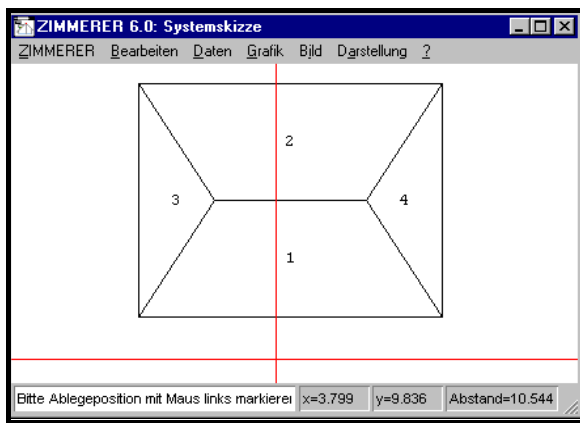 ZIMMERER 6.0: Systemskizze
ZIMMERER Bearbeiten Daten Grafik Bild Darstellung ?
2
3 4
1
Bitte Ablegeposition mit Maus links markieren x=3.799 y=9.836 Abstand=10.544